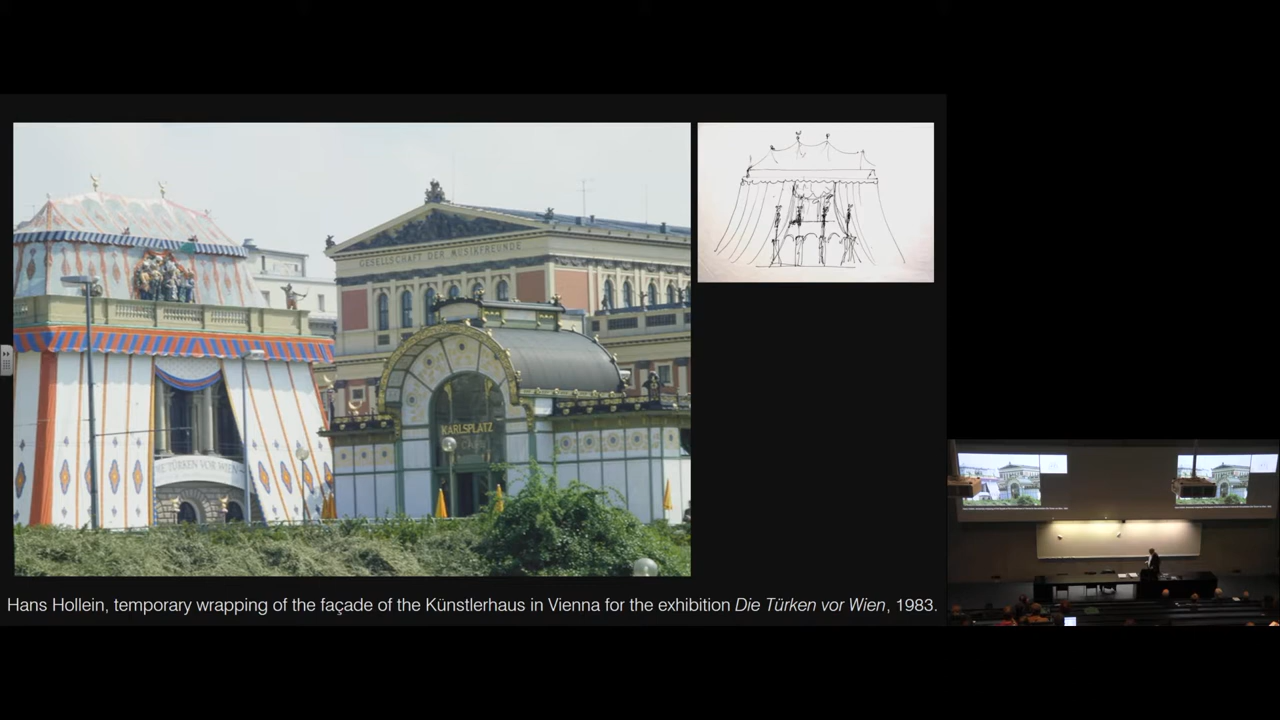 GESELLSCHAFT DER MUSIKFREUNDE
KARLSPLATZ
DIE TÜRKEN VOR WIEN
Hans Hollein, temporary wrapping of the façade of the Künstlerhaus in Vienna for the exhibition Die Türken vor Wien, 1983.